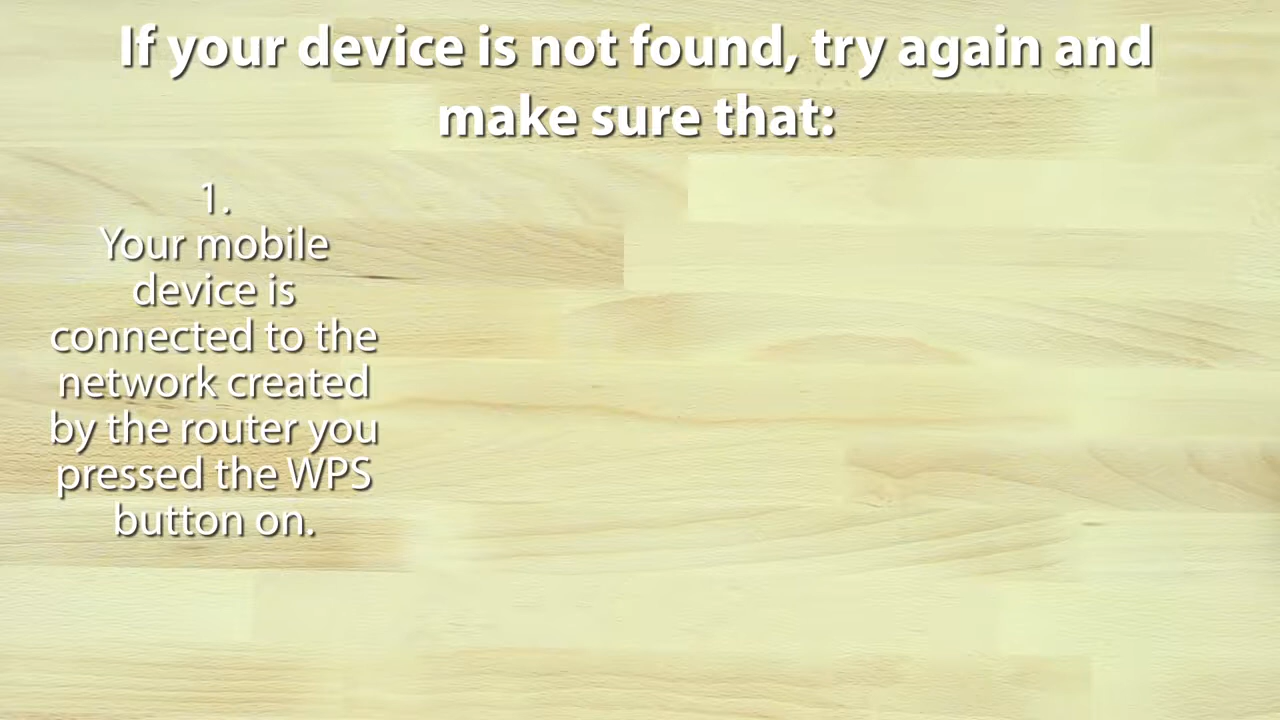 If your device is not found, try again and
make sure that:
1.
Your mobile
device is
connected to the
network created
by the router you
pressed the WPS
button on.